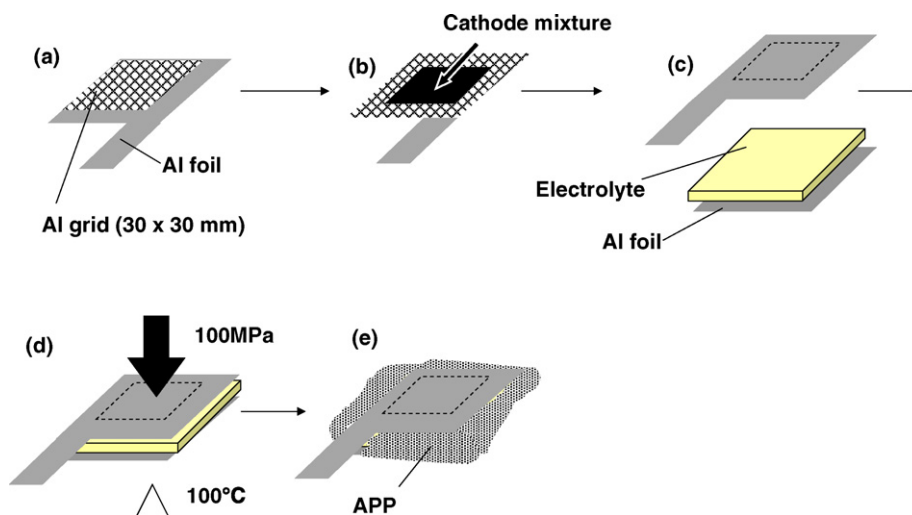 (a)
Al foil
Al grid (30 x 30 mm)
Cathode mixture
(b)
(c)
Electrolyte
Al foil
(d)
100MPa
100°C
(e)
APP